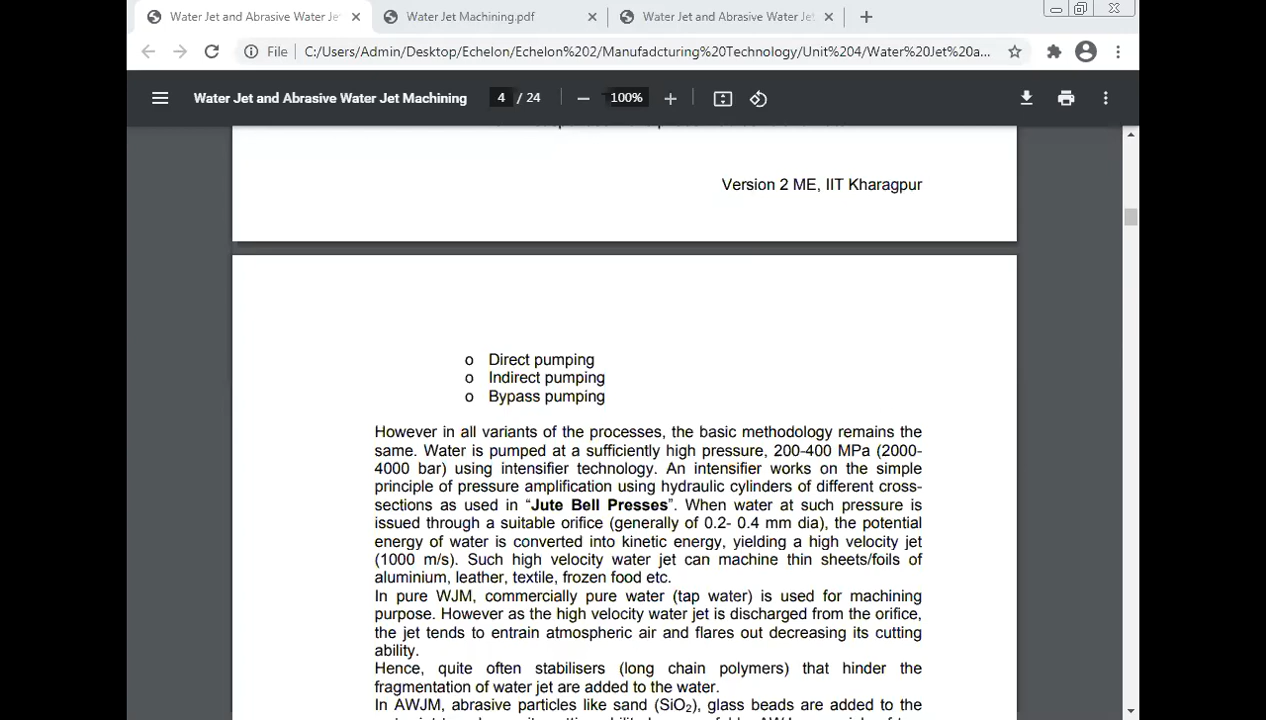 Water Jet and Abrasive Water Je
Water Jet Machining.pdf
Water Jet and Abrasive Water Jet
File C:/Users/Admin/Desktop/Echelon/Echelon%202/Manufadcturing%20Technology/Unit%204/Water%20Jet%20a...
Water Jet and Abrasive Water Jet Machining 4 / 24 100%
Version 2 ME, IIT Kharagpur
o Direct pumping
o Indirect pumping
o Bypass pumping
However in all variants of the processes, the basic methodology remains the
same. Water is pumped at a sufficiently high pressure, 200-400 MPa (2000-
4000 bar) using intensifier technology. An intensifier works on the simple
principle of pressure amplification using hydraulic cylinders of different cross-
sections as used in “Jute Bell Presses”. When water at such pressure is
issued through a suitable orifice (generally of 0.2- 0.4 mm dia), the potential
energy of water is converted into kinetic energy, yielding a high velocity jet
(1000 m/s). Such high velocity water jet can machine thin sheets/foils of
aluminium, leather, textile, frozen food etc.
In pure WJM, commercially pure water (tap water) is used for machining
purpose. However as the high velocity water jet is discharged from the orifice,
the jet tends to entrain atmospheric air and flares out decreasing its cutting
ability.
Hence, quite often stabilisers (long chain polymers) that hinder the
fragmentation of water jet are added to the water.
In AWJM, abrasive particles like sand (SiO₂), glass beads are added to the